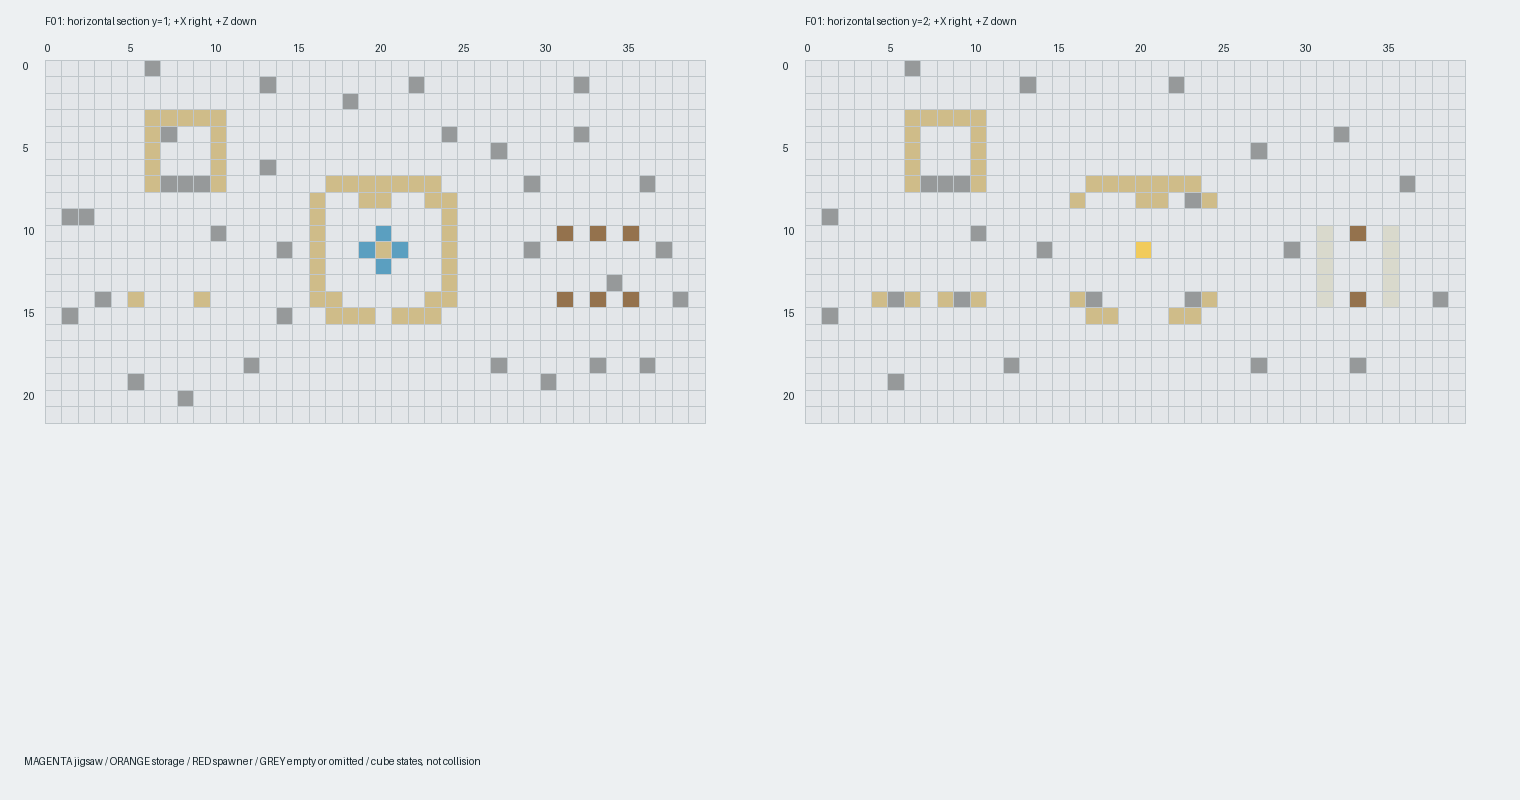 F01: horizontal section y=1; +X right, +Z down
F01: horizontal section y=2; +X right, +Z down
0 5 10 15 20 25 30 35
0 5 10 15 20 25 30 35
0 0
5 5
10 10
15 15
20 20
MAGENTA jigsaw / ORANGE storage / RED spawner / GREY empty or omitted / cube states, not collision